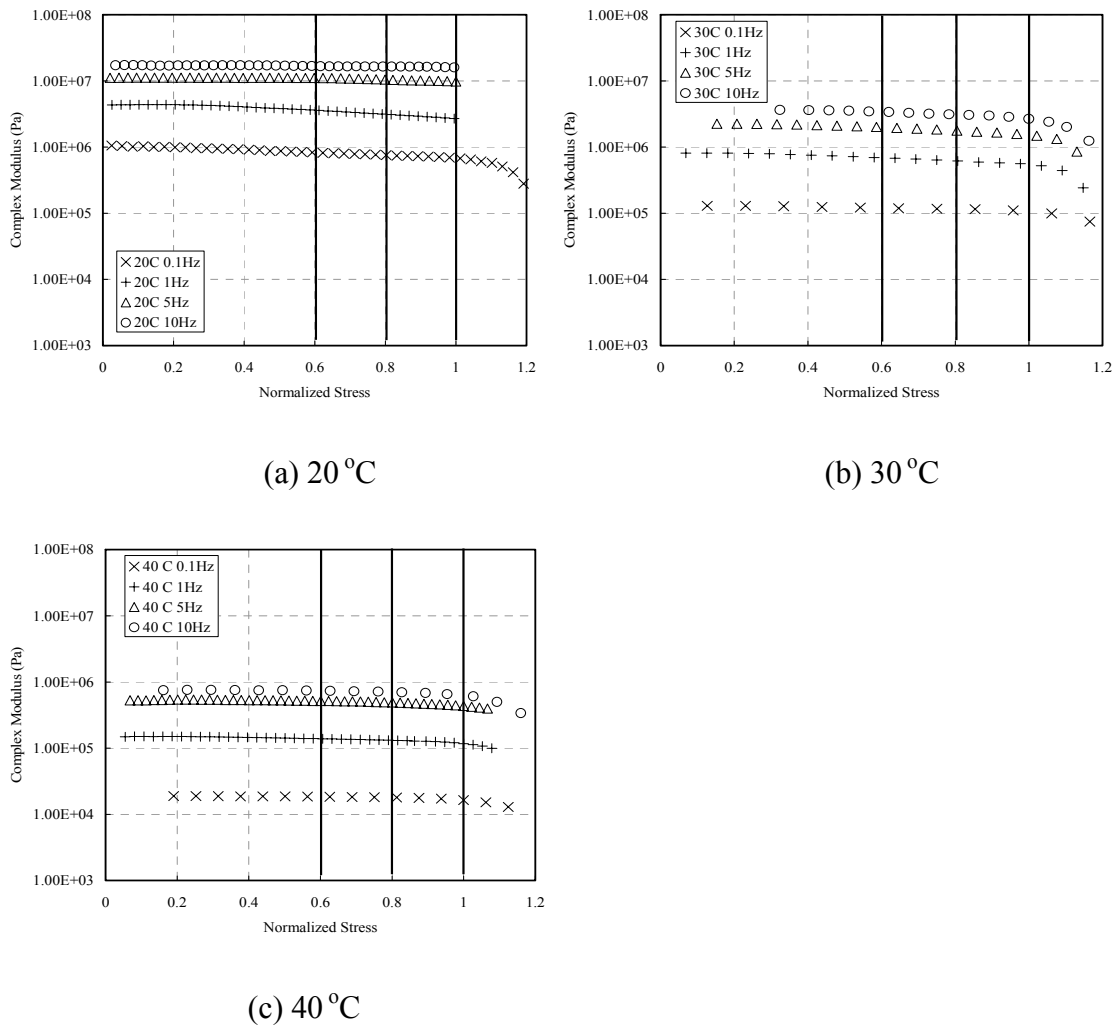 1.00E+08
1.00E+07
1.00E+06
1.00E+05
1.00E+04
1.00E+03
Complex Modulus (Pa)
20C 0.1Hz
20C 1Hz
20C 5Hz
20C 10Hz
0 0.2 0.4 0.6 0.8 1 1.2
Normalized Stress
(a) 20 °C
1.00E+08
1.00E+07
1.00E+06
1.00E+05
1.00E+04
1.00E+03
Complex Modulus (Pa)
30C 0.1Hz
30C 1Hz
30C 5Hz
30C 10Hz
0 0.2 0.4 0.6 0.8 1 1.2
Normalized Stress
(b) 30 °C
1.00E+08
1.00E+07
1.00E+06
1.00E+05
1.00E+04
1.00E+03
Complex Modulus (Pa)
40 C 0.1Hz
40 C 1Hz
40 C 5Hz
40 C 10Hz
0 0.2 0.4 0.6 0.8 1 1.2
Normalized Stress
(c) 40 °C